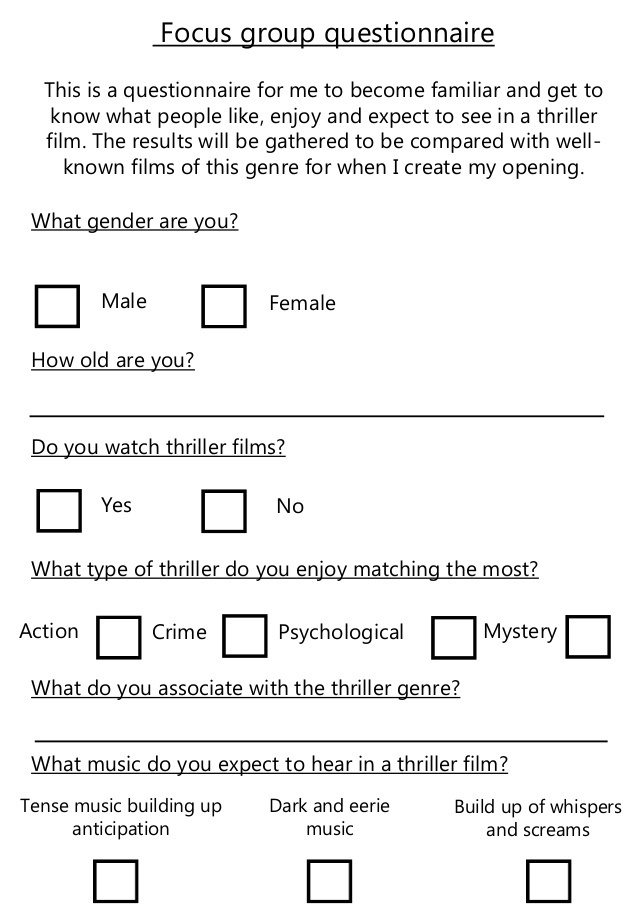 Focus group questionnaire
This is a questionnaire for me to become familiar and get to
know what people like, enjoy and expect to see in a thriller
film. The results will be gathered to be compared with well-
known films of this genre for when I create my opening.
What gender are you?
Male Female
How old are you?
Do you watch thriller films?
Yes No
What type of thriller do you enjoy matching the most?
Action Crime Psychological Mystery
What do you associate with the thriller genre?
What music do you expect to hear in a thriller film?
Tense music building up
anticipation
Dark and eerie
music
Build up of whispers
and screams